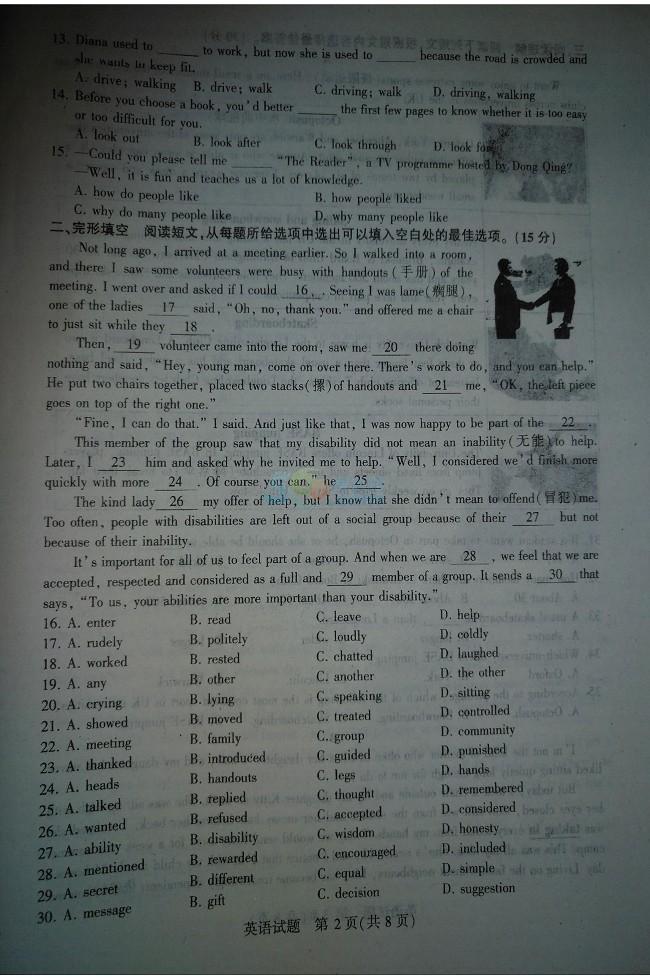 13. Diana used to ______ to work, but now she is used to ______ because the road is crowded and
she wants to keep fit.
A. drive; walking B. drive; walk C. driving; walk D. driving, walking
14. Before you choose a book, you'd better ______ the first few pages to know whether it is too easy
or too difficult for you.
A. look out B. look after C. look through D. look for
15. —Could you please tell me ______ "The Reader", a TV programme hosted by Dong Qing?
—Well, it is fun and teaches us a lot of knowledge.
A. how do people like B. how people liked
C. why do many people like D. why many people like
二、完形填空 阅读短文,从每题所给选项中选出可以填入空白处的最佳选项。(15分)
Not long ago, I arrived at a meeting earlier. So I walked into a room,
and there I saw some volunteers were busy with handouts (手册) of the
meeting. I went over and asked if I could 16 . Seeing I was lame(瘸腿),
one of the ladies 17 said, "Oh, no, thank you." and offered me a chair
to just sit while they 18 .
Then, 19 volunteer came into the room, saw me 20 there doing
nothing and said, "Hey, young man, come on over there. There's work to do, and you can help."
He put two chairs together, placed two stacks(摞)of handouts and 21 me, "OK, the left piece
goes on top of the right one."
"Fine, I can do that." I said. And just like that, I was now happy to be part of the 22 .
This member of the group saw that my disability did not mean an inability(无能)to help.
Later, I 23 him and asked why he invited me to help. "Well, I considered we'd finish more
quickly with more 24 . Of course you can." he 25 .
The kind lady 26 my offer of help, but I know that she didn't mean to offend(冒犯)me.
Too often, people with disabilities are left out of a social group because of their 27 but not
because of their inability.
It's important for all of us to feel part of a group. And when we are 28 , we feel that we are
accepted, respected and considered as a full and 29 member of a group. It sends a 30 that
says, "To us, your abilities are more important than your disability."
16. A. enter B. read C. leave D. help
17. A. rudely B. politely C. loudly D. coldly
18. A. worked B. rested C. chatted D. laughed
19. A. any B. other C. another D. the other
20. A. crying B. lying C. speaking D. sitting
21. A. showed B. moved C. treated D. controlled
22. A. meeting B. family C. group D. community
23. A. thanked B. introduced C. guided D. punished
24. A. heads B. handouts C. legs D. hands
25. A. talked B. replied C. thought D. remembered
26. A. wanted B. refused C. accepted D. considered
27. A. ability B. disability C. wisdom D. honesty
28. A. mentioned B. rewarded C. encouraged D. included
29. A. secret B. different C. equal D. simple
30. A. message B. gift C. decision D. suggestion
英语试题 第2页(共8页)